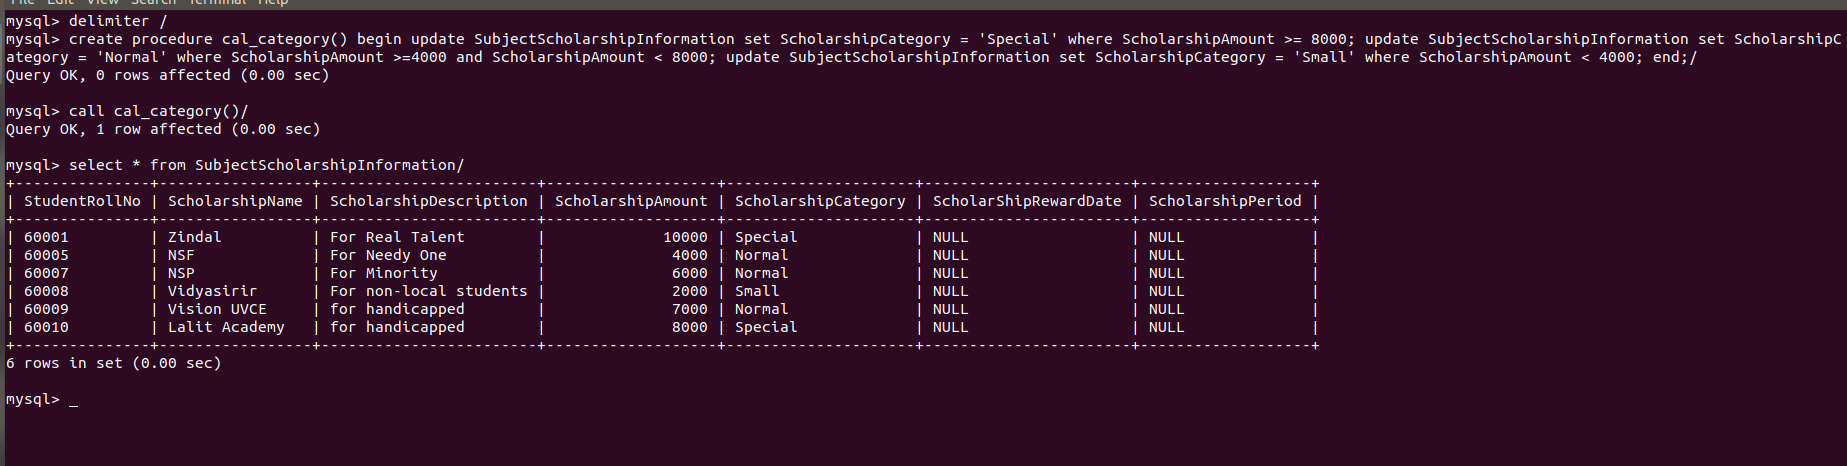 File Edit View Search Terminal Help
mysql> delimiter /
mysql> create procedure cal_category() begin update SubjectScholarshipInformation set ScholarshipCategory = 'Special' where ScholarshipAmount >= 8000; update SubjectScholarshipInformation set ScholarshipC
ategory = 'Normal' where ScholarshipAmount >=4000 and ScholarshipAmount < 8000; update SubjectScholarshipInformation set ScholarshipCategory = 'Small' where ScholarshipAmount < 4000; end;/
Query OK, 0 rows affected (0.00 sec)
mysql> call cal_category()/
Query OK, 1 row affected (0.00 sec)
mysql> select * from SubjectScholarshipInformation/
+---------------+-----------------+------------------------+-------------------+---------------------+-----------------------+-------------------+
| StudentRollNo | ScholarshipName | ScholarshipDescription | ScholarshipAmount | ScholarshipCategory | ScholarShipRewardDate | ScholarshipPeriod |
+---------------+-----------------+------------------------+-------------------+---------------------+-----------------------+-------------------+
| 60001         | Zindal          | For Real Talent        |             10000 | Special             | NULL                  | NULL              |
| 60005         | NSF             | For Needy One          |              4000 | Normal              | NULL                  | NULL              |
| 60007         | NSP             | For Minority           |              6000 | Normal              | NULL                  | NULL              |
| 60008         | Vidyasirir      | For non-local students |              2000 | Small               | NULL                  | NULL              |
| 60009         | Vision UVCE     | for handicapped        |              7000 | Normal              | NULL                  | NULL              |
| 60010         | Lalit Academy   | for handicapped        |              8000 | Special             | NULL                  | NULL              |
+---------------+-----------------+------------------------+-------------------+---------------------+-----------------------+-------------------+
6 rows in set (0.00 sec)
mysql> _